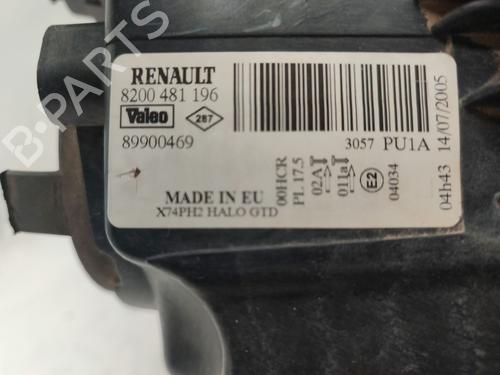 RENAULT
8200 481 196
Valeo
287
89900469
3057 PU1A
MADE IN EU
X74PH2 HALO GTD
00HCR
PL 17.5
02A
011a
E2
04034
04h43 14/07/2005
B-PARTS